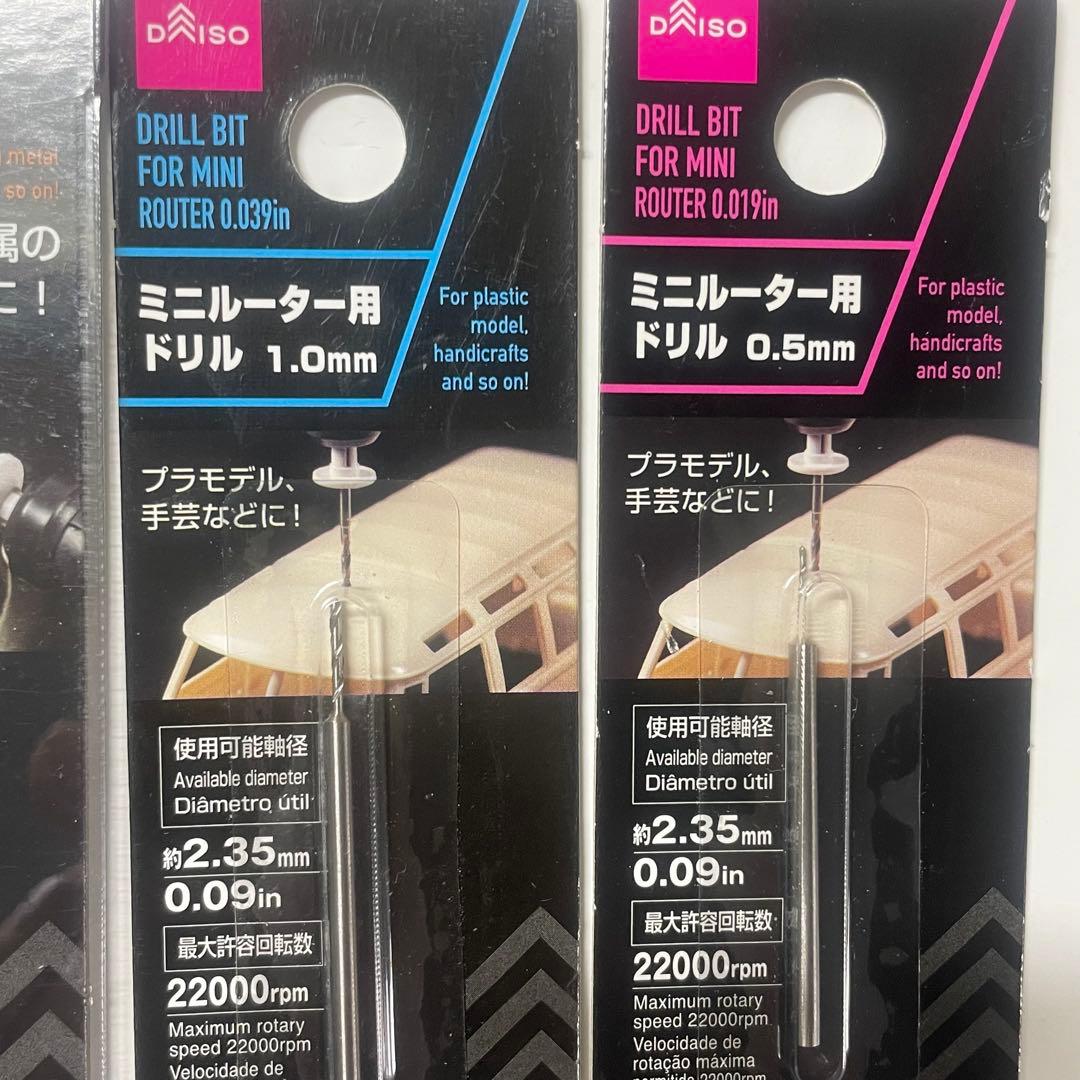 metal
so on!
属の
に！
DAISO
DRILL BIT
FOR MINI
ROUTER 0.039in
ミニルーター用
ドリル 1.0mm
For plastic
model,
handicrafts
and so on!
プラモデル、
手芸などに！
使用可能軸径
Available diameter
Diâmetro útil
約2.35mm
0.09in
最大許容回転数
22000rpm
Maximum rotary
speed 22000rpm
Velocidade de
DAISO
DRILL BIT
FOR MINI
ROUTER 0.019in
ミニルーター用
ドリル 0.5mm
For plastic
model,
handicrafts
and so on!
プラモデル、
手芸などに！
使用可能軸径
Available diameter
Diâmetro útil
約2.35mm
0.09in
最大許容回転数
22000rpm
Maximum rotary
speed 22000rpm
Velocidade de
rotação máxima
permitida 22000rpm